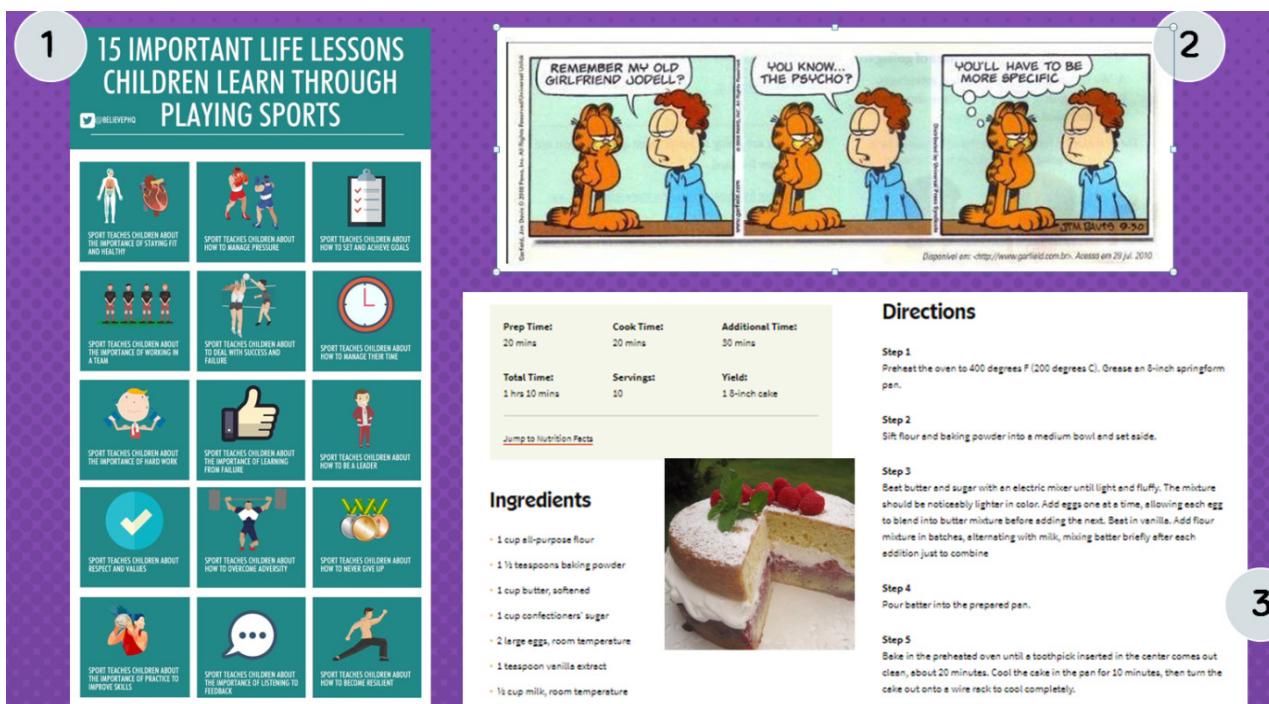 1
15 IMPORTANT LIFE LESSONS
CHILDREN LEARN THROUGH
PLAYING SPORTS
@BELIEVEPHQ
SPORT TEACHES CHILDREN ABOUT
THE IMPORTANCE OF STAYING FIT
AND HEALTHY
SPORT TEACHES CHILDREN ABOUT
HOW TO MANAGE PRESSURE
SPORT TEACHES CHILDREN ABOUT
HOW TO SET AND ACHIEVE GOALS
SPORT TEACHES CHILDREN ABOUT
THE IMPORTANCE OF WORKING IN
A TEAM
SPORT TEACHES CHILDREN ABOUT
TO DEAL WITH SUCCESS AND
FAILURE
SPORT TEACHES CHILDREN ABOUT
HOW TO MANAGE THEIR TIME
SPORT TEACHES CHILDREN ABOUT
THE IMPORTANCE OF HARD WORK
SPORT TEACHES CHILDREN ABOUT
THE IMPORTANCE OF LEARNING
FROM FAILURE
SPORT TEACHES CHILDREN ABOUT
HOW TO BE A LEADER
SPORT TEACHES CHILDREN ABOUT
RESPECT AND VALUES
SPORT TEACHES CHILDREN ABOUT
HOW TO OVERCOME ADVERSITY
SPORT TEACHES CHILDREN ABOUT
HOW TO NEVER GIVE UP
SPORT TEACHES CHILDREN ABOUT
THE IMPORTANCE OF PRACTICE TO
IMPROVE SKILLS
SPORT TEACHES CHILDREN ABOUT
THE IMPORTANCE OF LISTENING TO
FEEDBACK
SPORT TEACHES CHILDREN ABOUT
HOW TO BECOME RESILIENT
2
REMEMBER MY OLD
GIRLFRIEND JODELL?
YOU KNOW...
THE PSYCHO?
YOU'LL HAVE TO BE
MORE SPECIFIC
JIM DAVIS 9-30
Disponível em: <http://www.garfield.com.br>. Acesso em 29 jul. 2010.
3
Prep Time:
20 mins
Cook Time:
20 mins
Additional Time:
30 mins
Total Time:
1 hrs 10 mins
Servings:
10
Yield:
1 8-inch cake
Jump to Nutrition Facts
Ingredients
1 cup all-purpose flour
1 ½ teaspoons baking powder
1 cup butter, softened
1 cup confectioners' sugar
2 large eggs, room temperature
1 teaspoon vanilla extract
½ cup milk, room temperature
Directions
Step 1
Preheat the oven to 400 degrees F (200 degrees C). Grease an 8-inch springform
pan.
Step 2
Sift flour and baking powder into a medium bowl and set aside.
Step 3
Beat butter and sugar with an electric mixer until light and fluffy. The mixture
should be noticeably lighter in color. Add eggs one at a time, allowing each egg
to blend into butter mixture before adding the next. Beat in vanilla. Add flour
mixture in batches, alternating with milk, mixing batter briefly after each
addition just to combine
Step 4
Pour batter into the prepared pan.
Step 5
Bake in the preheated oven until a toothpick inserted in the center comes out
clean, about 20 minutes. Cool the cake in the pan for 10 minutes, then turn the
cake out onto a wire rack to cool completely.